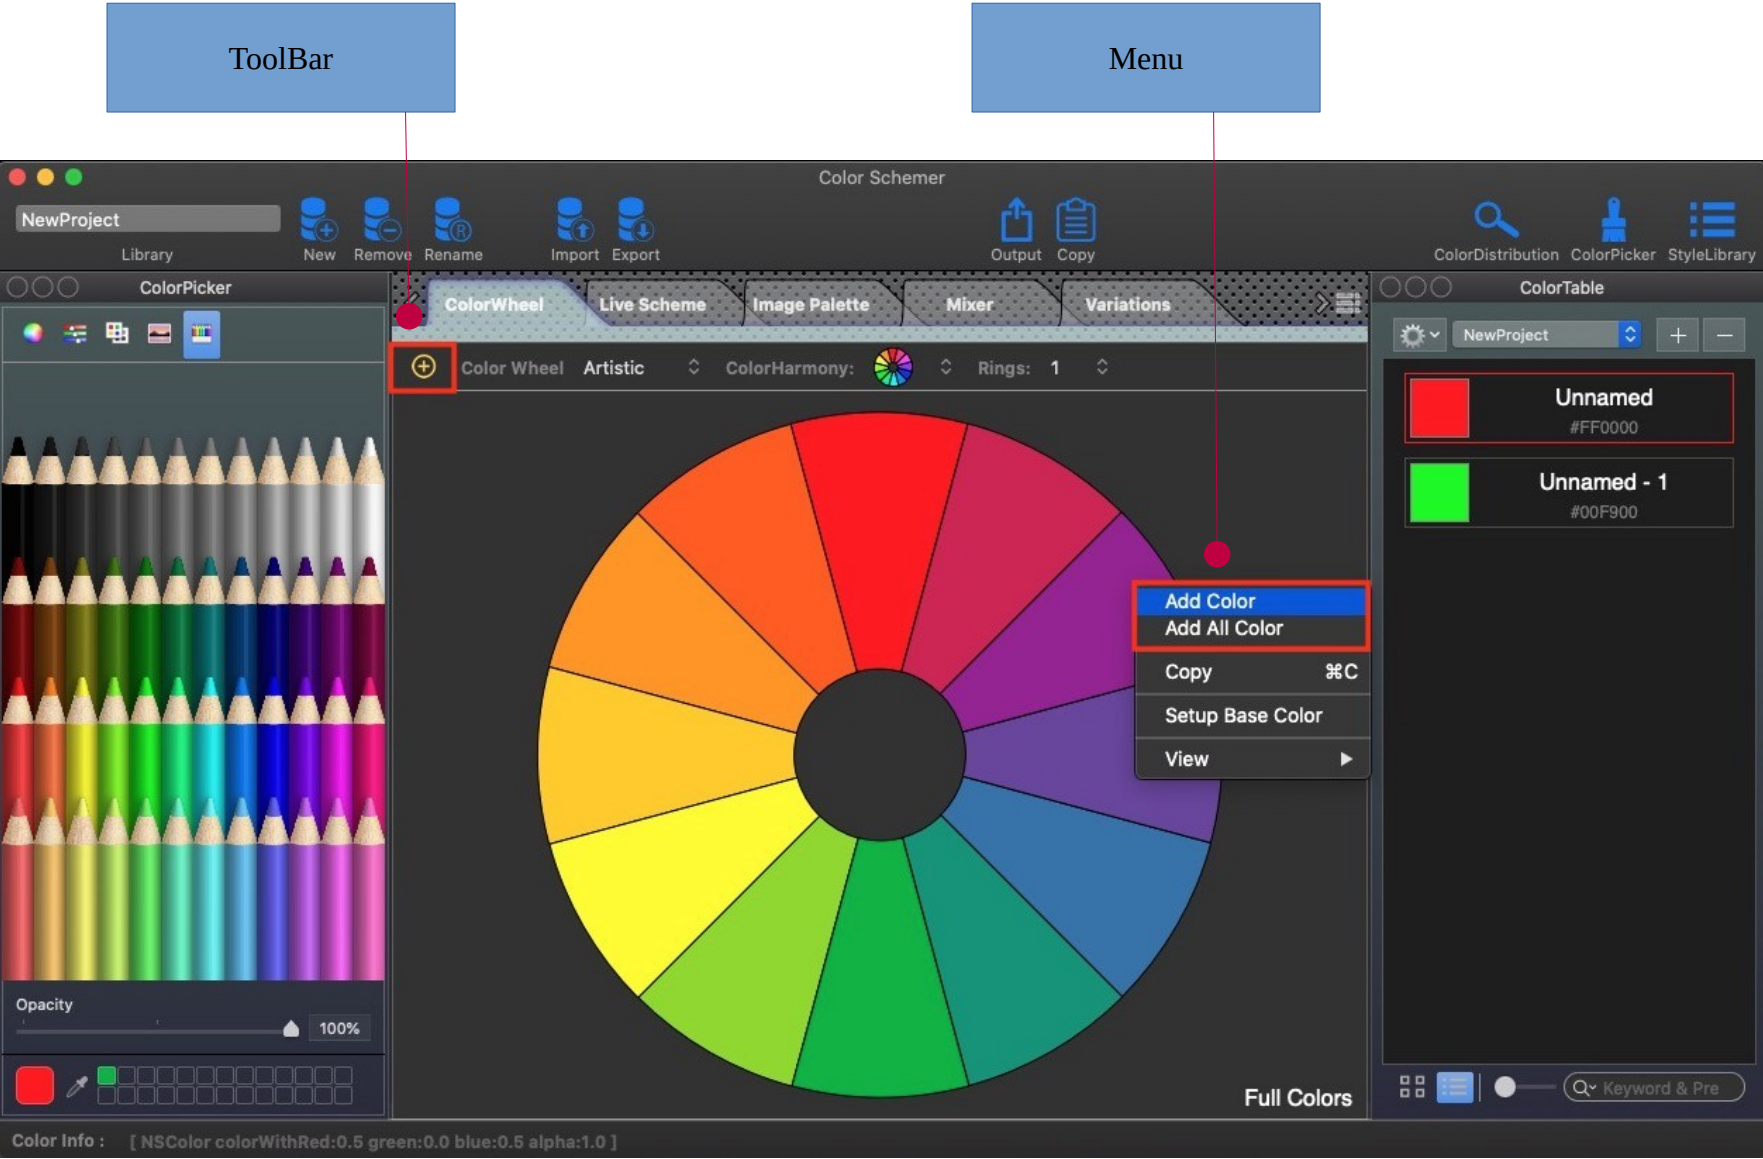 ToolBar
Menu
Color Schemer
NewProject
Library
New
Remove
Rename
Import
Export
Output
Copy
ColorDistribution
ColorPicker
StyleLibrary
ColorPicker
ColorWheel
Live Scheme
Image Palette
Mixer
Variations
ColorTable
NewProject
Color Wheel
Artistic
ColorHarmony:
Rings:
1
Unnamed
#FF0000
Unnamed - 1
#00F900
Add Color
Add All Color
Copy ⌘C
Setup Base Color
View
Opacity
100%
Full Colors
Keyword & Pre
Color Info : [ NSColor colorWithRed:0.5 green:0.0 blue:0.5 alpha:1.0 ]